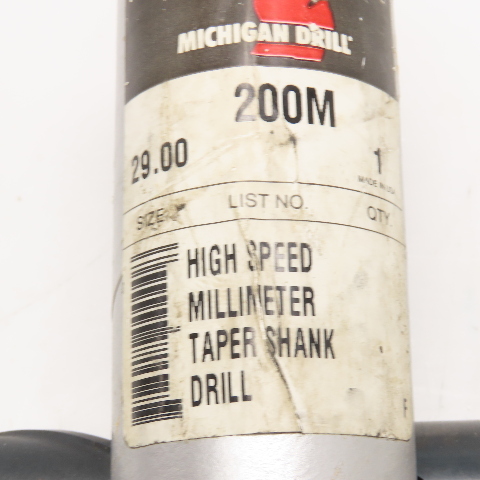 MICHIGAN DRILL
200M
29.00 1
MADE IN USA
SIZE LIST NO. QTY
HIGH SPEED
MILLIMETER
TAPER SHANK
DRILL
F